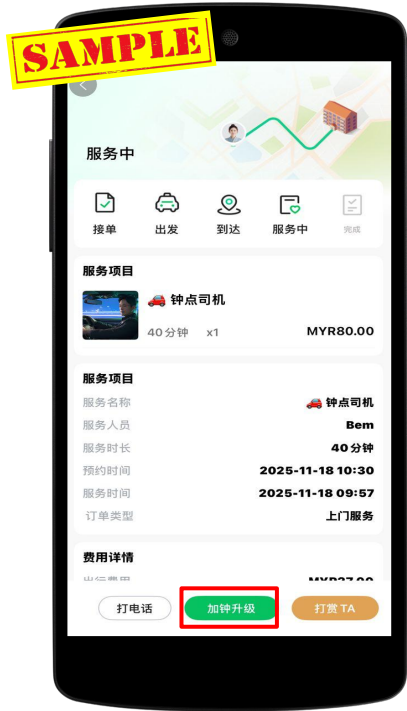 SAMPLE
服务中
接单 出发 到达 服务中 完成
服务项目
🚗 钟点司机
40分钟 x1 MYR80.00
服务项目
服务名称 🚗 钟点司机
服务人员 Bem
服务时长 40分钟
预约时间 2025-11-18 10:30
服务时间 2025-11-18 09:57
订单类型 上门服务
费用详情
打电话 加钟升级 打赏 TA